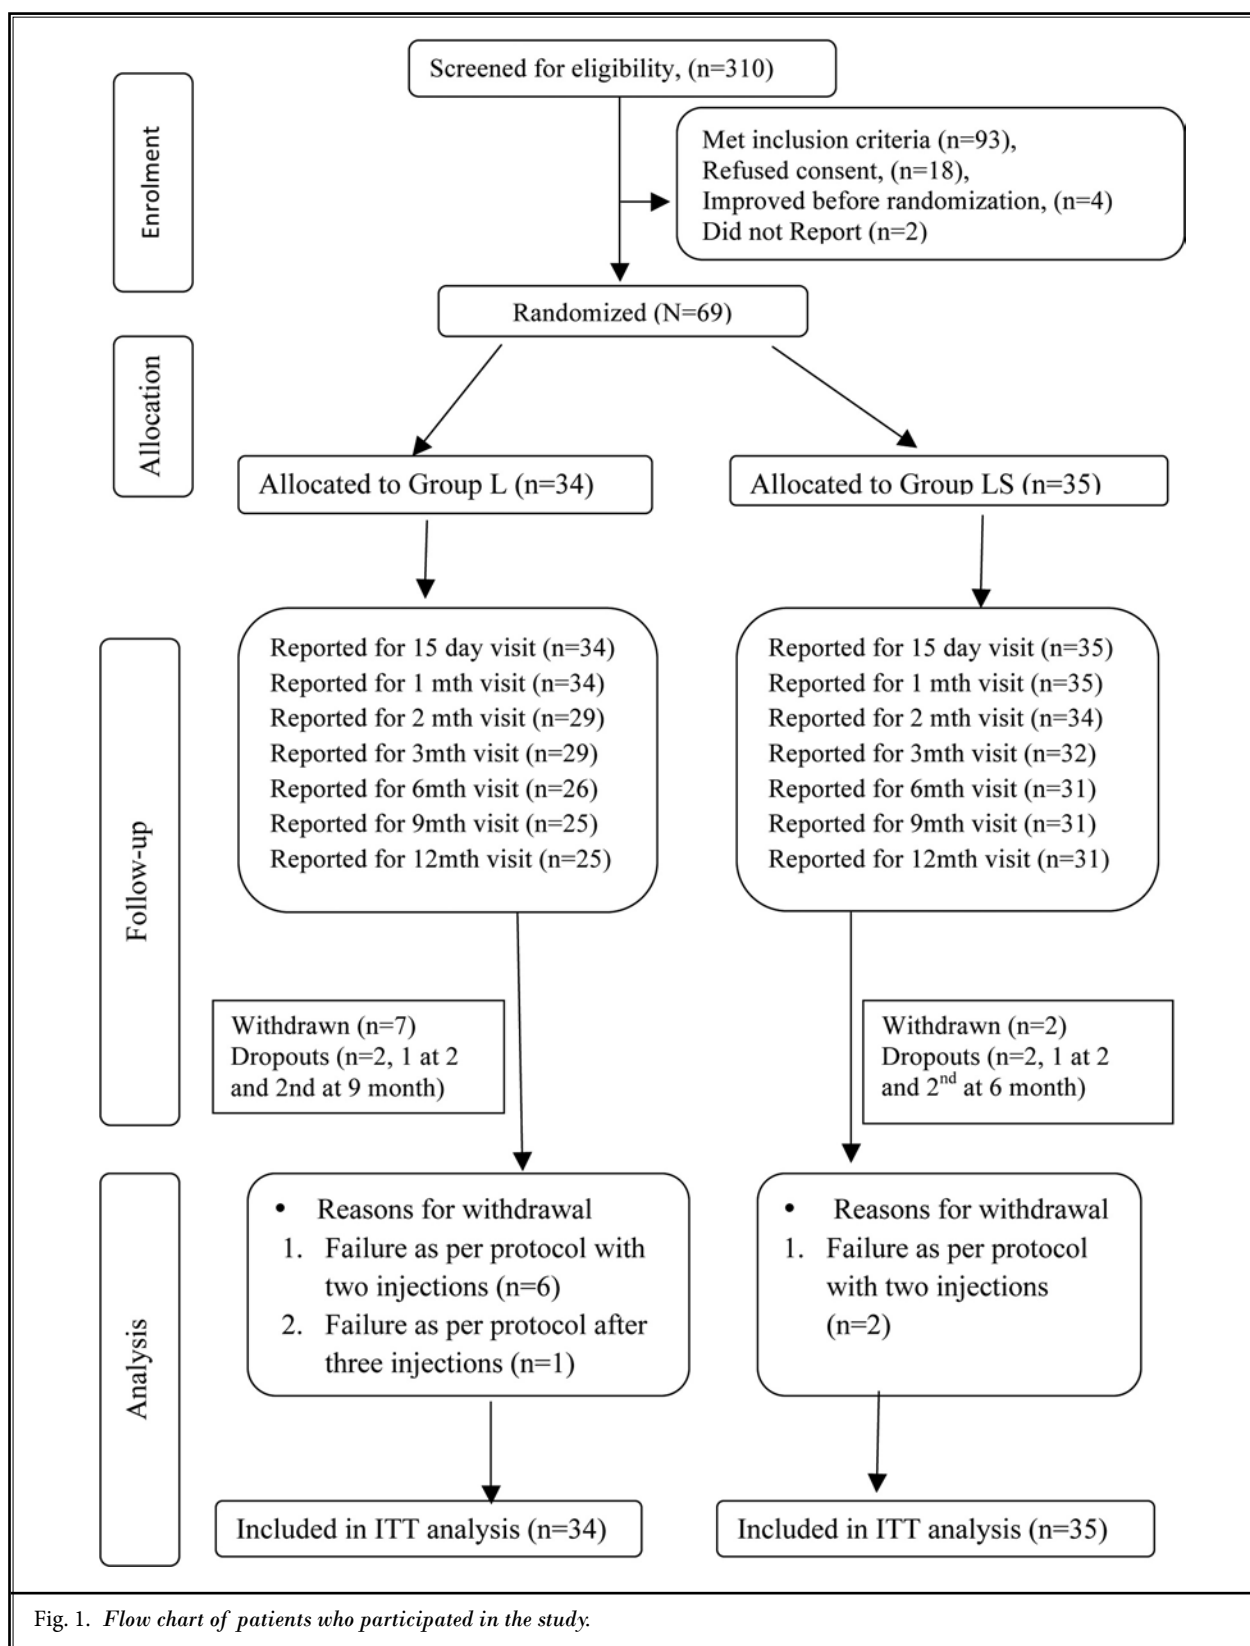 Screened for eligibility, (n=310)
Enrolment
Met inclusion criteria (n=93),
Refused consent, (n=18),
Improved before randomization, (n=4)
Did not Report (n=2)
Randomized (N=69)
Allocation
Allocated to Group L (n=34)
Allocated to Group LS (n=35)
Follow-up
Reported for 15 day visit (n=34)
Reported for 1 mth visit (n=34)
Reported for 2 mth visit (n=29)
Reported for 3mth visit (n=29)
Reported for 6mth visit (n=26)
Reported for 9mth visit (n=25)
Reported for 12mth visit (n=25)
Reported for 15 day visit (n=35)
Reported for 1 mth visit (n=35)
Reported for 2 mth visit (n=34)
Reported for 3mth visit (n=32)
Reported for 6mth visit (n=31)
Reported for 9mth visit (n=31)
Reported for 12mth visit (n=31)
Withdrawn (n=7)
Dropouts (n=2, 1 at 2
and 2nd at 9 month)
Withdrawn (n=2)
Dropouts (n=2, 1 at 2
and 2nd at 6 month)
Analysis
• Reasons for withdrawal
1. Failure as per protocol with
two injections (n=6)
2. Failure as per protocol after
three injections (n=1)
• Reasons for withdrawal
1. Failure as per protocol
with two injections
(n=2)
Included in ITT analysis (n=34)
Included in ITT analysis (n=35)
Fig. 1. Flow chart of patients who participated in the study.